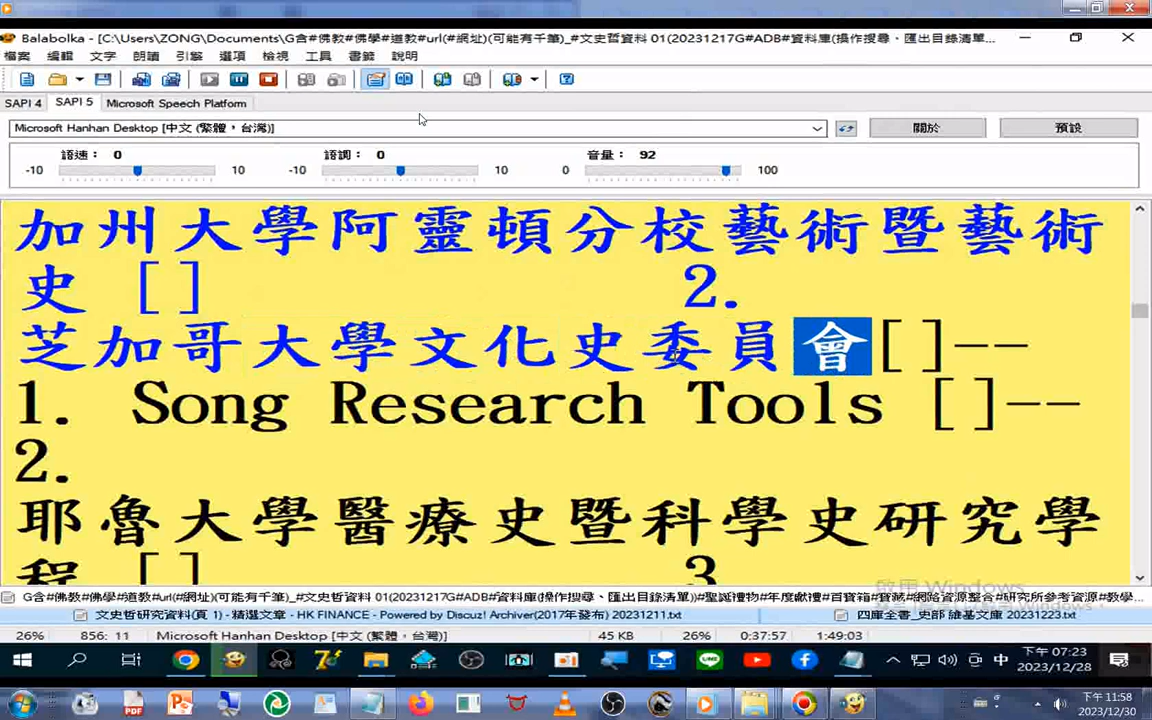 Balabolka - [C:\Users\ZONG\Documents\G含#佛教#佛學#道教#url(#網址)(可能有千筆)_#文史哲資料 01(20231217G#ADB#資料庫(操作搜尋、匯出目錄清單...
檔案 編輯 文字 朗讀 引擎 選項 檢視 工具 書籤 說明
SAPI 4 SAPI 5 Microsoft Speech Platform
Microsoft Hanhan Desktop [中文 (繁體，台灣)] 關於 預設
語速： 0 語調： 0 音量： 92
-10 10 -10 10 0 100
加州大學阿靈頓分校藝術暨藝術
史 [] 2.
芝加哥大學文化史委員會[]--
1. Song Research Tools []--
2.
耶魯大學醫療史暨科學史研究學
程 [] 3
啟用 Windows
G含#佛教#佛學#道教#url(#網址)(可能有千筆)_#文史哲資料 01(20231217G#ADB#資料庫(操作搜尋、匯出目錄清單))#聖誕禮物#年度獻禮#百寶箱#寶藏#網路資源整合#研究所參考資源#教學...
文史哲研究資料(頁 1) - 精選文章 - HK FINANCE - Powered by Discuz! Archiver(2017年發布)20231211.txt 四庫全書_史部 維基文庫 20231223.txt
26% 856: 11 Microsoft Hanhan Desktop [中文 (繁體，台灣)] 45 KB 26% 0:37:57 1:49:03
中 下午 07:23
2023/12/28
下午 11:58
2023/12/30